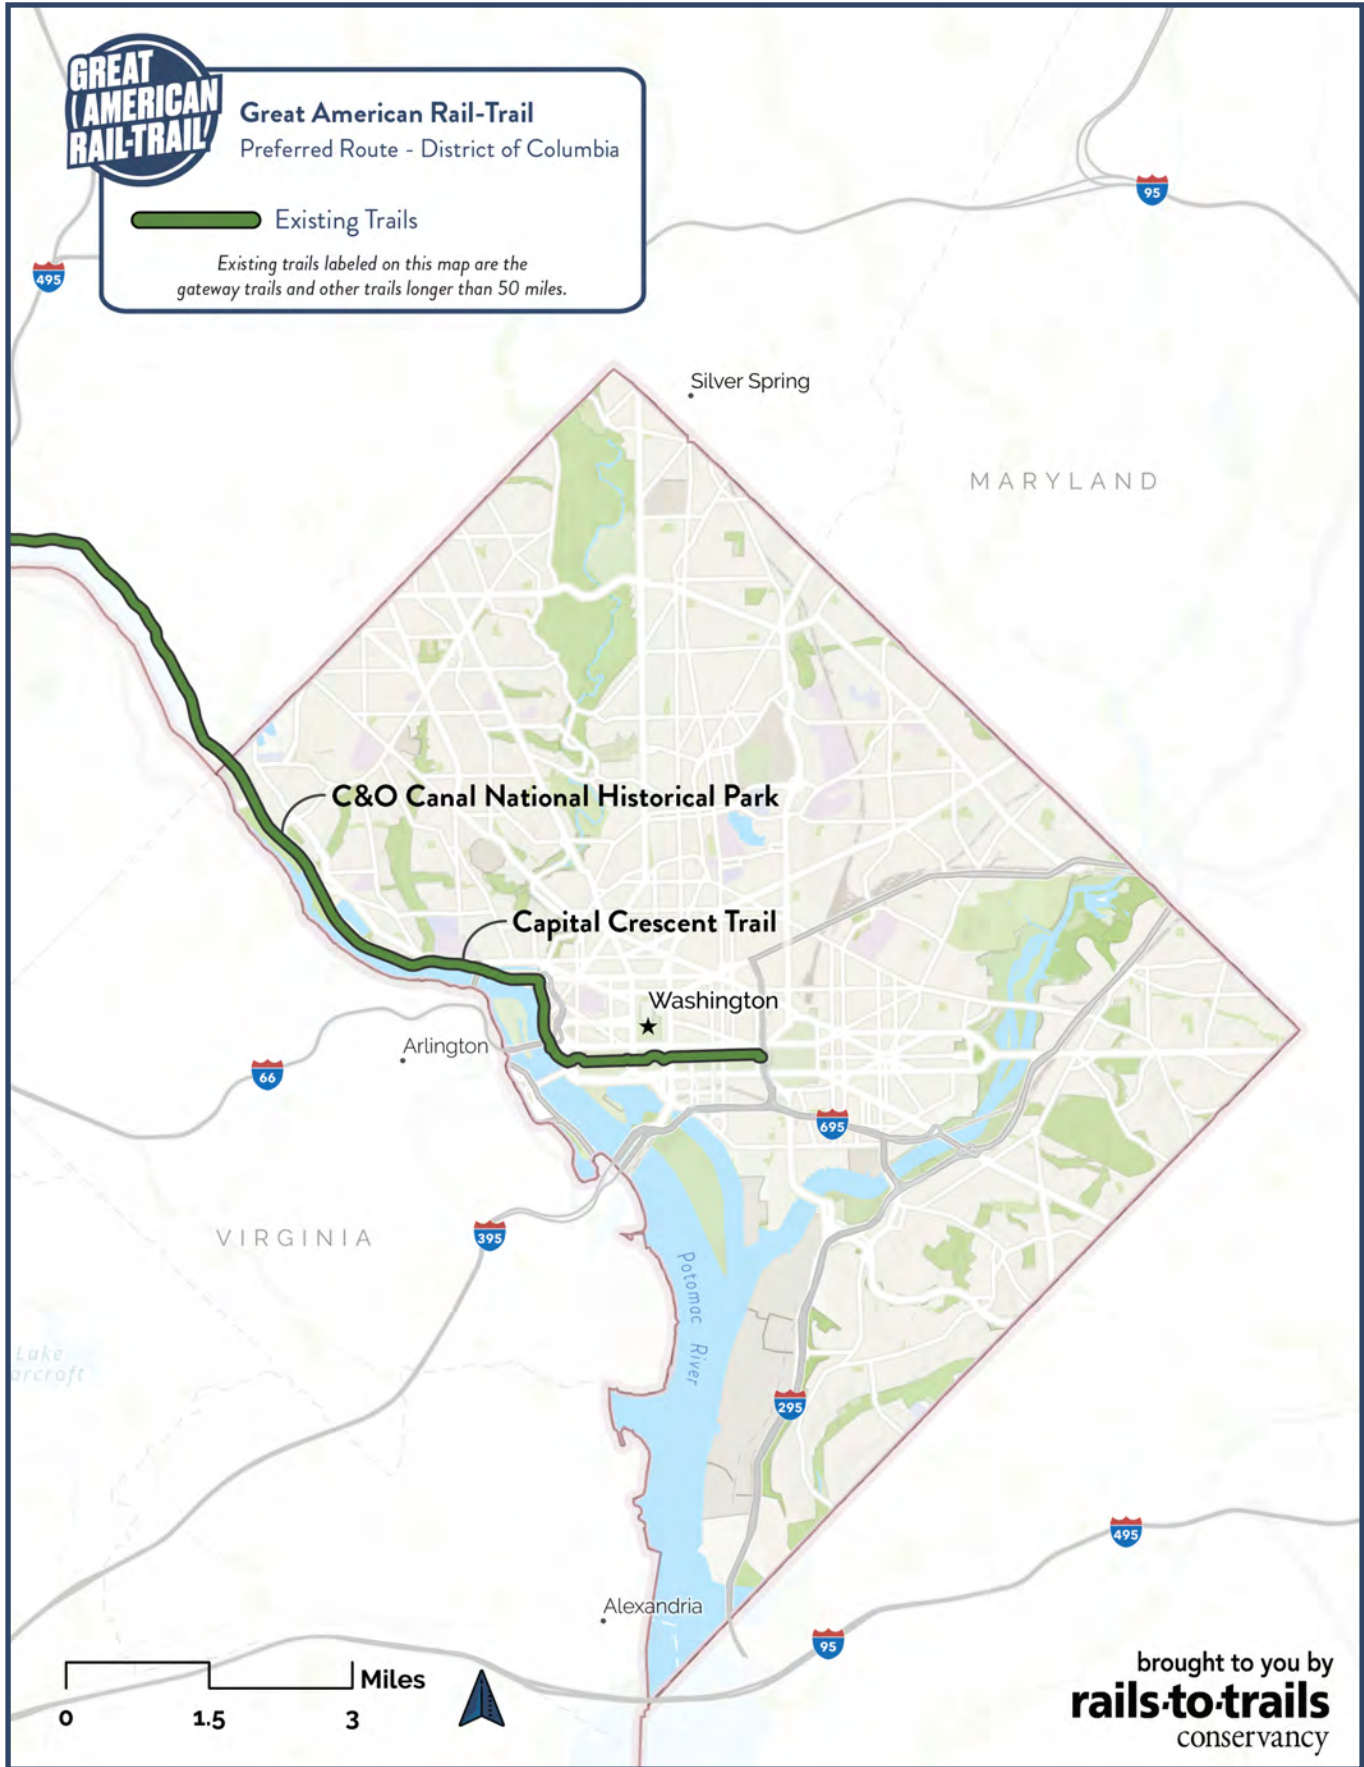 GREAT
AMERICAN
RAIL-TRAIL
Great American Rail-Trail
Preferred Route - District of Columbia
Existing Trails
Existing trails labeled on this map are the
gateway trails and other trails longer than 50 miles.
95
495
Silver Spring
MARYLAND
C&O Canal National Historical Park
Capital Crescent Trail
Washington
Arlington
66
695
VIRGINIA
395
Potomac River
Lake
arcroft
295
495
Alexandria
95
Miles
0 1.5 3
brought to you by
rails·to·trails
conservancy